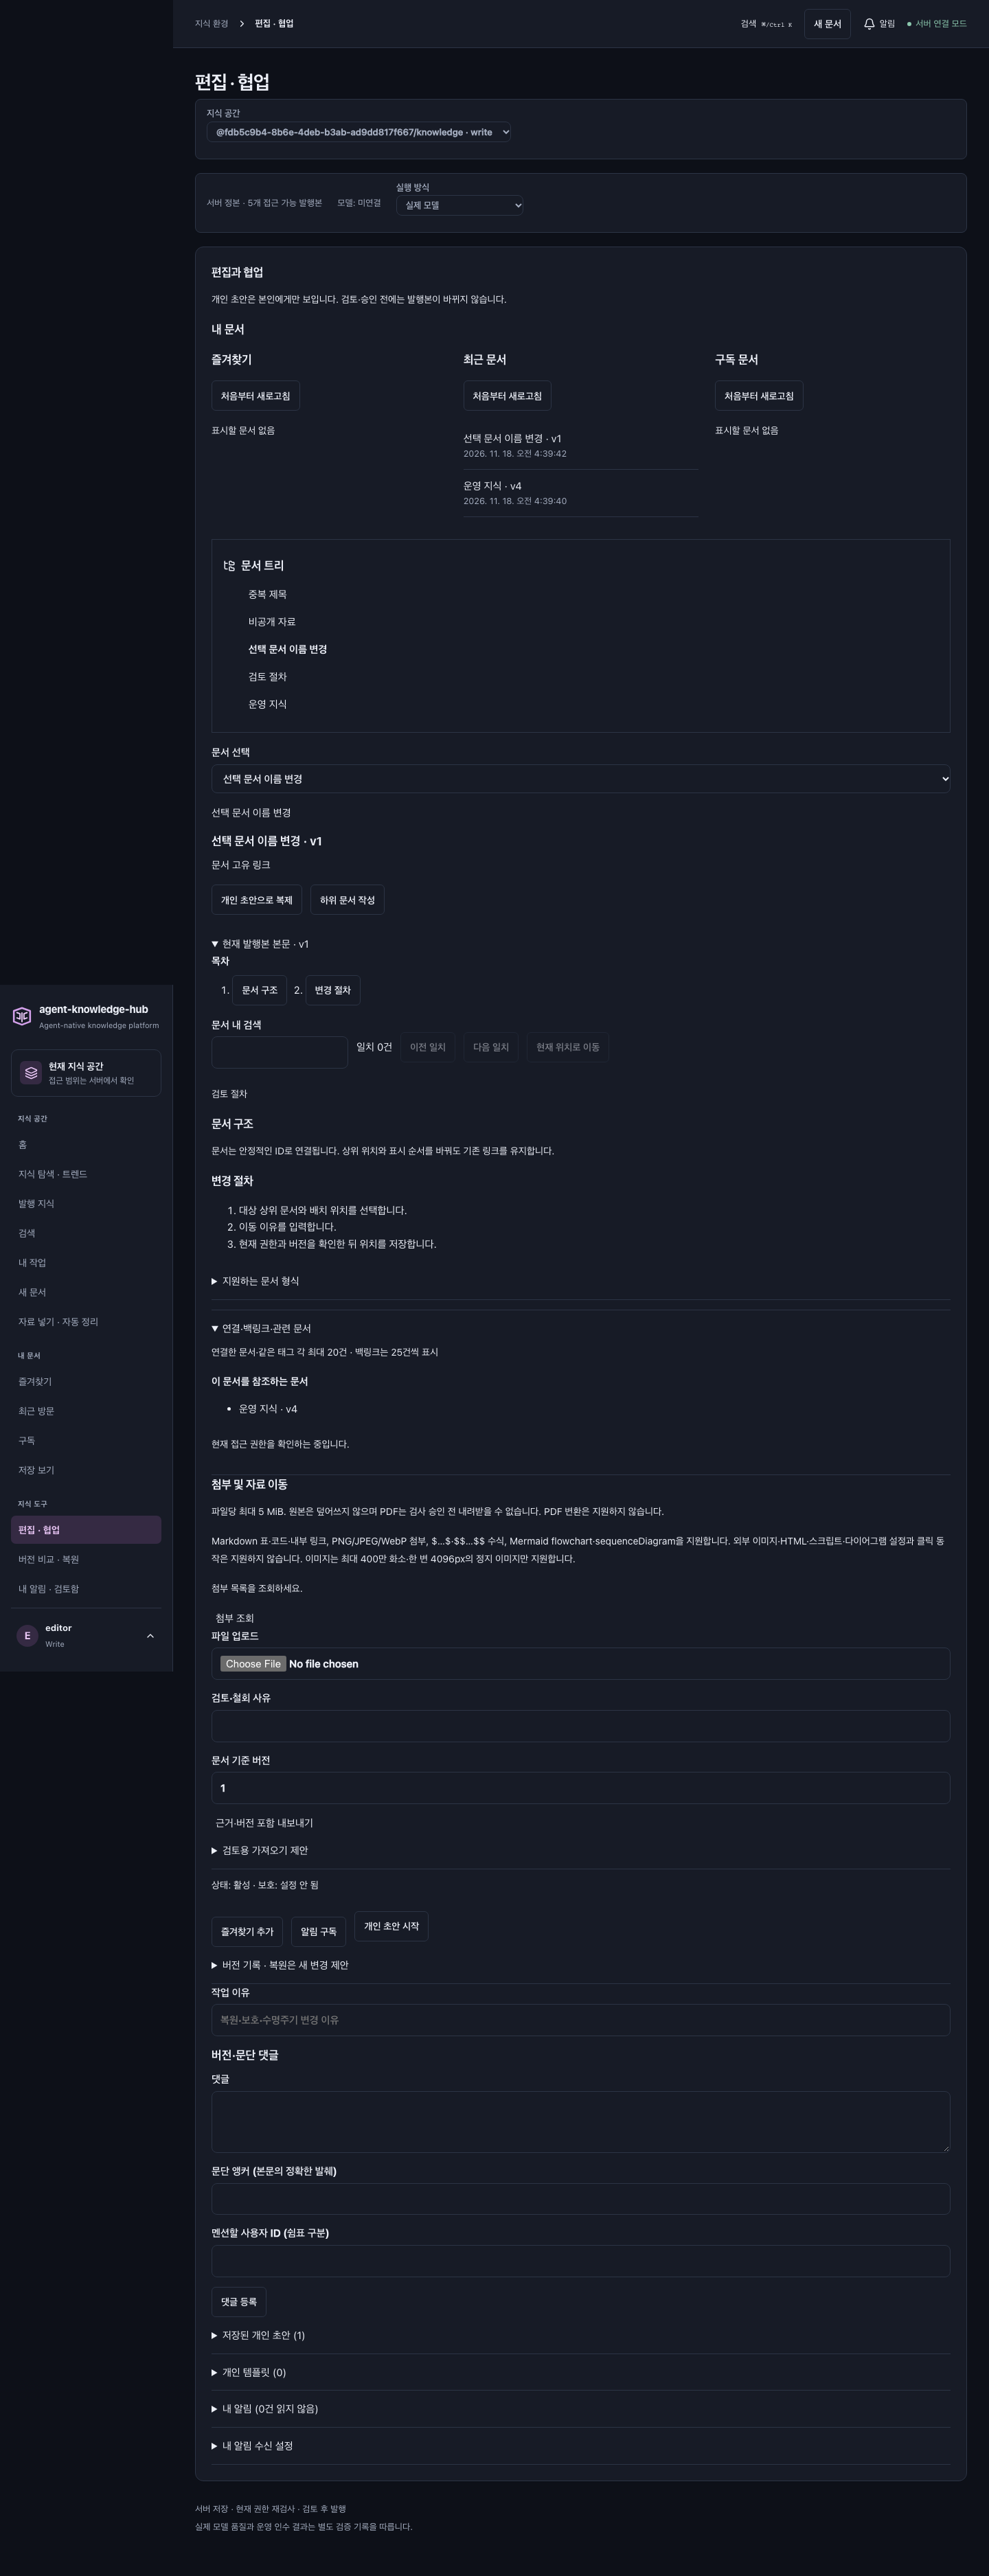 지식 환경 > 편집 · 협업
검색 ⌘/Ctrl K
새 문서
알림
서버 연결 모드
편집 · 협업
지식 공간
@fdb5c9b4-8b6e-4deb-b3ab-ad9dd817f667/knowledge · write
서버 정본 · 5개 접근 가능 발행본
모델: 미연결
실행 방식
실제 모델
편집과 협업
개인 초안은 본인에게만 보입니다. 검토·승인 전에는 발행본이 바뀌지 않습니다.
내 문서
즐겨찾기
처음부터 새로고침
표시할 문서 없음
최근 문서
처음부터 새로고침
선택 문서 이름 변경 · v1
2026. 11. 18. 오전 4:39:42
운영 지식 · v4
2026. 11. 18. 오전 4:39:40
구독 문서
처음부터 새로고침
표시할 문서 없음
문서 트리
중복 제목
비공개 자료
선택 문서 이름 변경
검토 절차
운영 지식
문서 선택
선택 문서 이름 변경
선택 문서 이름 변경
선택 문서 이름 변경 · v1
문서 고유 링크
개인 초안으로 복제
하위 문서 작성
▼ 현재 발행본 본문 · v1
목차
1. 문서 구조
2. 변경 절차
문서 내 검색
일치 0건
이전 일치
다음 일치
현재 위치로 이동
검토 절차
문서 구조
문서는 안정적인 ID로 연결됩니다. 상위 위치와 표시 순서를 바꿔도 기존 링크를 유지합니다.
변경 절차
1. 대상 상위 문서와 배치 위치를 선택합니다.
2. 이동 이유를 입력합니다.
3. 현재 권한과 버전을 확인한 뒤 위치를 저장합니다.
▶ 지원하는 문서 형식
▼ 연결·백링크·관련 문서
연결한 문서·같은 태그 각 최대 20건 · 백링크는 25건씩 표시
이 문서를 참조하는 문서
• 운영 지식 · v4
현재 접근 권한을 확인하는 중입니다.
첨부 및 자료 이동
파일당 최대 5 MiB. 원본은 덮어쓰지 않으며 PDF는 검사 승인 전 내려받을 수 없습니다. PDF 변환은 지원하지 않습니다.
Markdown 표·코드·내부 링크, PNG/JPEG/WebP 첨부, $…$·$$…$$ 수식, Mermaid flowchart·sequenceDiagram을 지원합니다. 외부 이미지·HTML·스크립트·다이어그램 설정과 클릭 동
작은 지원하지 않습니다. 이미지는 최대 400만 화소·한 변 4096px의 정지 이미지만 지원합니다.
첨부 목록을 조회하세요.
첨부 조회
파일 업로드
Choose File No file chosen
검토·철회 사유
문서 기준 버전
1
근거·버전 포함 내보내기
▶ 검토용 가져오기 제안
상태: 활성 · 보호: 설정 안 됨
즐겨찾기 추가
알림 구독
개인 초안 시작
▶ 버전 기록 · 복원은 새 변경 제안
작업 이유
복원·보호·수명주기 변경 이유
버전·문단 댓글
댓글
문단 앵커 (본문의 정확한 발췌)
멘션할 사용자 ID (쉼표 구분)
댓글 등록
▶ 저장된 개인 초안 (1)
▶ 개인 템플릿 (0)
▶ 내 알림 (0건 읽지 않음)
▶ 내 알림 수신 설정
서버 저장 · 현재 권한 재검사 · 검토 후 발행
실제 모델 품질과 운영 인수 결과는 별도 검증 기록을 따릅니다.
agent-knowledge-hub
Agent-native knowledge platform
현재 지식 공간
접근 범위는 서버에서 확인
지식 공간
홈
지식 탐색 · 트렌드
발행 지식
검색
내 작업
새 문서
자료 넣기 · 자동 정리
내 문서
즐겨찾기
최근 방문
구독
저장 보기
지식 도구
편집 · 협업
버전 비교 · 복원
내 알림 · 검토함
E
editor
Write